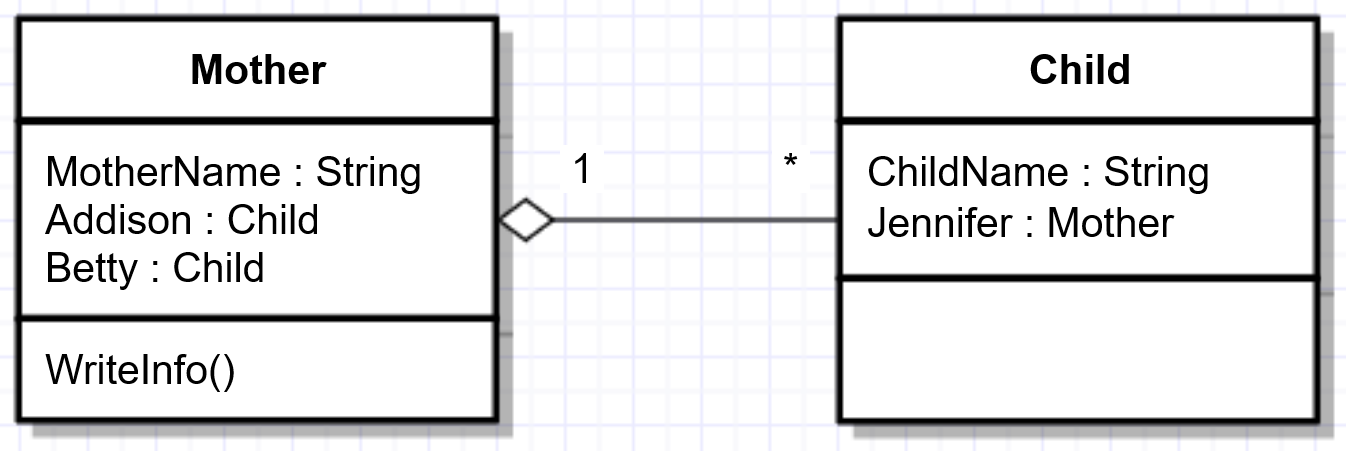 Mother
MotherName : String
Addison : Child
Betty : Child
WriteInfo()
1
*
Child
ChildName : String
Jennifer : Mother